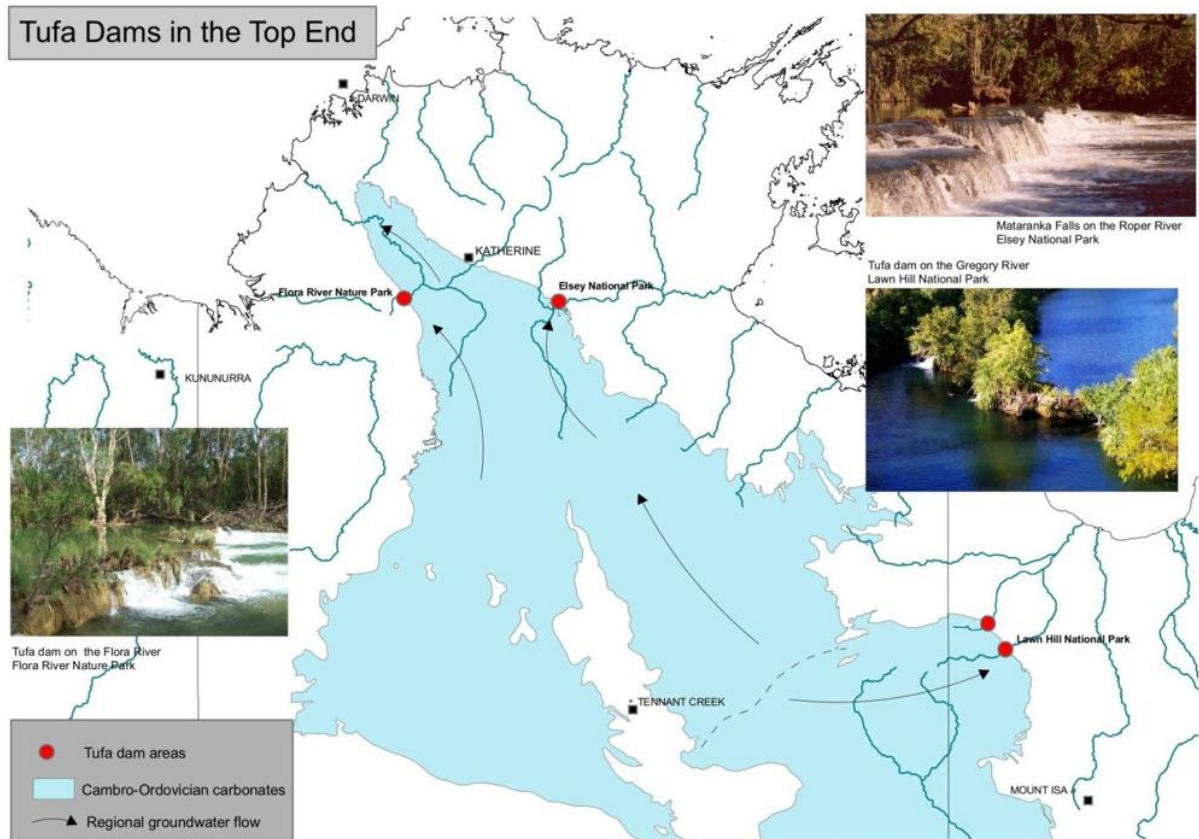 Tufa Dams in the Top End
DARWIN
KATHERINE
Flora River Nature Park
Elsey National Park
KUNUNURRA
Mataranka Falls on the Roper River
Elsey National Park
Tufa dam on the Gregory River
Lawn Hill National Park
Tufa dam on the Flora River
Flora River Nature Park
Lawn Hill National Park
TENNANT CREEK
MOUNT ISA
Tufa dam areas
Cambro-Ordovician carbonates
Regional groundwater flow